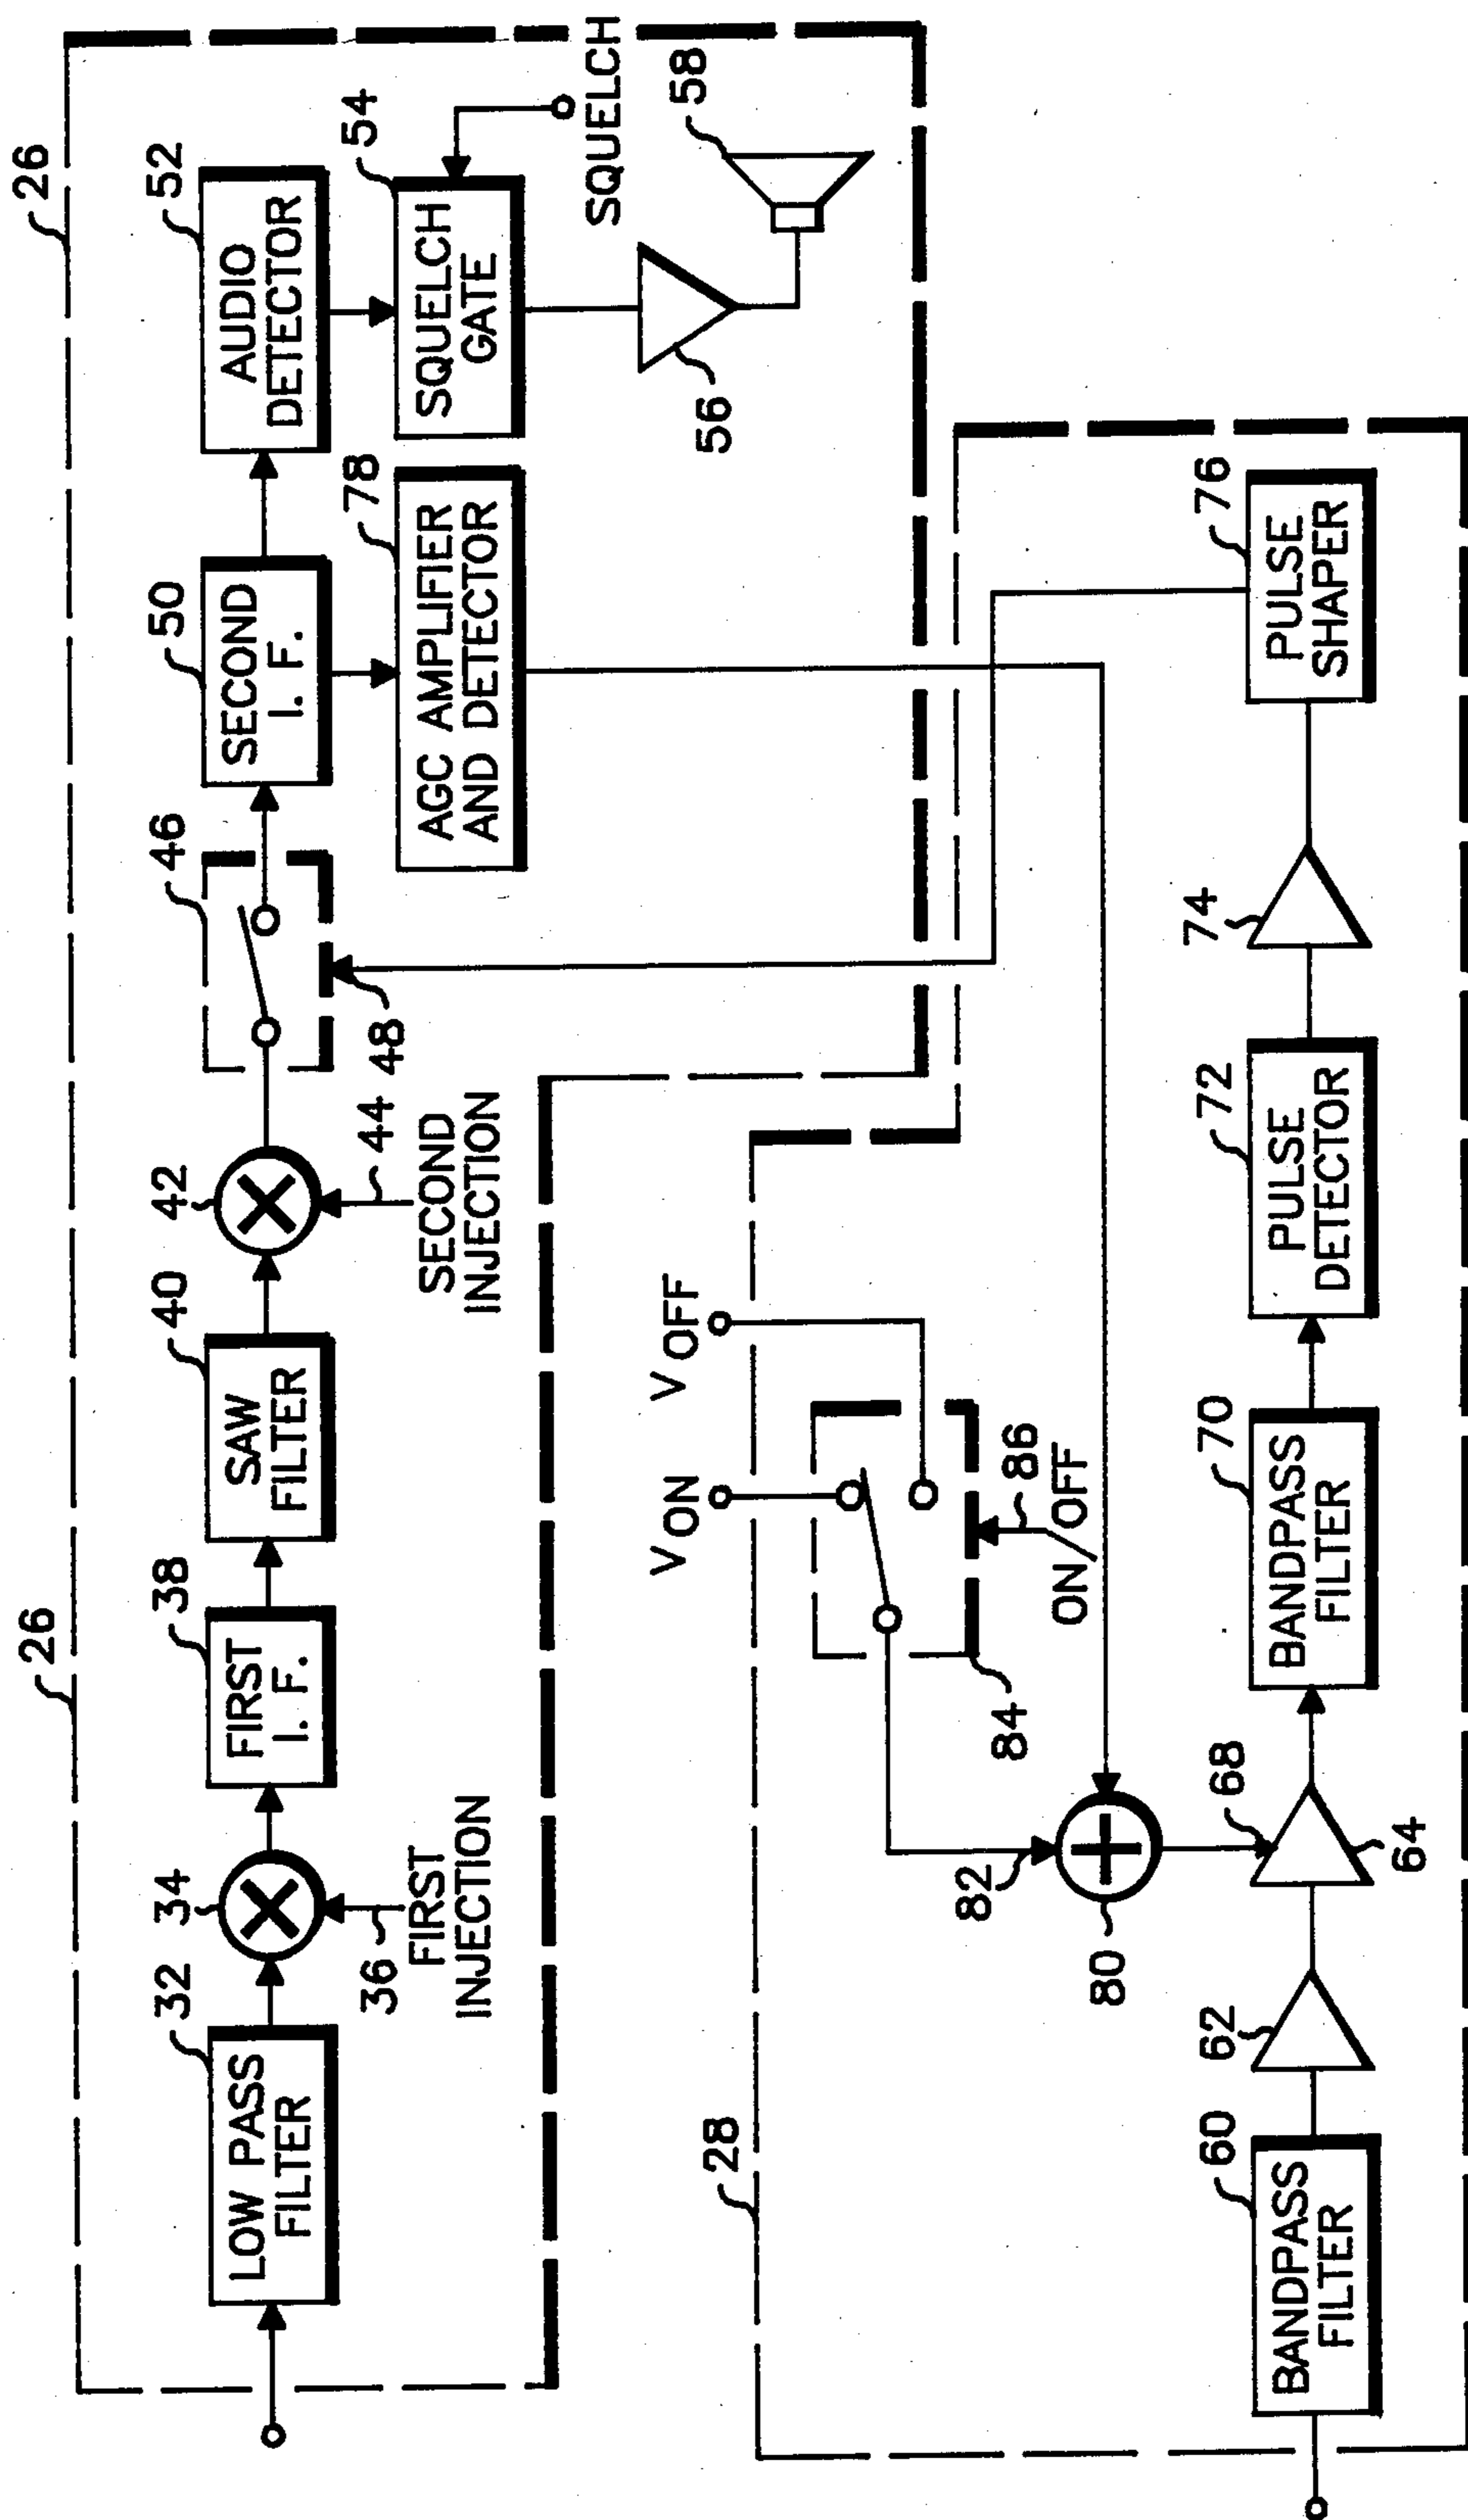 26
26
LOW PASS
FILTER
32
34
36
FIRST
INJECTION
FIRST
I. F.
38
SAW
FILTER
40
42
44
SECOND
INJECTION
46
48
SECOND
I. F.
50
AUDIO
DETECTOR
52
AGC AMPLIFIER
AND DETECTOR
78
SQUELCH
GATE
54
SQUELCH
56
58
28
V ON
V OFF
84
86
ON/OFF
82
80
BANDPASS
FILTER
60
62
64
68
BANDPASS
FILTER
70
PULSE
DETECTOR
72
74
PULSE
SHAPER
76